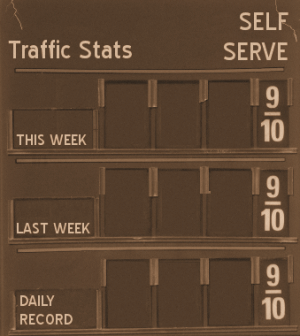 SELF
Traffic Stats SERVE
9
10
THIS WEEK
9
10
LAST WEEK
9
10
DAILY
RECORD